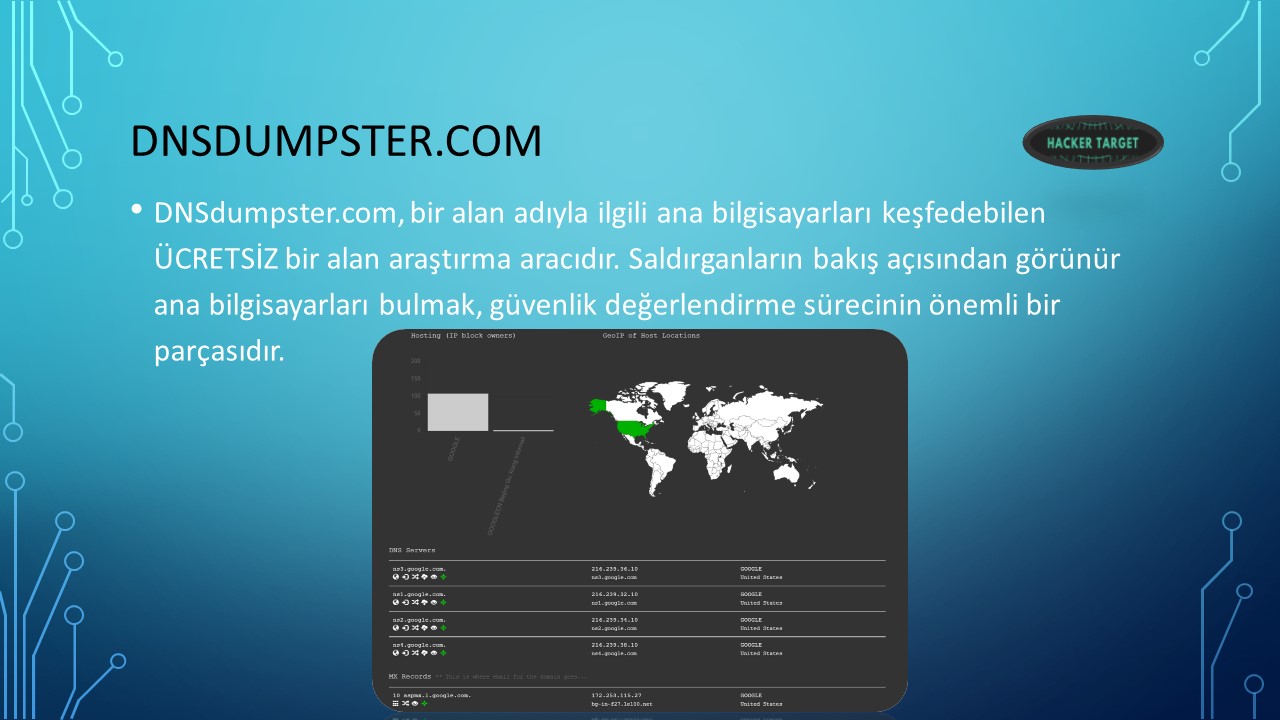 DNSDUMPSTER.COM
HACKER TARGET
• DNSdumpster.com, bir alan adıyla ilgili ana bilgisayarları keşfedebilen
ÜCRETSİZ bir alan araştırma aracıdır. Saldırganların bakış açısından görünür
ana bilgisayarları bulmak, güvenlik değerlendirme sürecinin önemli bir
parçasıdır.
Hosting (IP block owners) GeoIP of Host Locations
200
150
100
50
0
GOOGLE
DNS Servers
ns3.google.com. 216.239.36.10 GOOGLE
ns3.google.com United States
ns1.google.com. 216.239.32.10 GOOGLE
ns1.google.com United States
ns2.google.com. 216.239.34.10 GOOGLE
ns2.google.com United States
ns4.google.com. 216.239.38.10 GOOGLE
ns4.google.com United States
MX Records ** This is where email for the domain goes...
10 aspmx.l.google.com. 172.253.115.27 GOOGLE
bg-in-f27.1e100.net United States